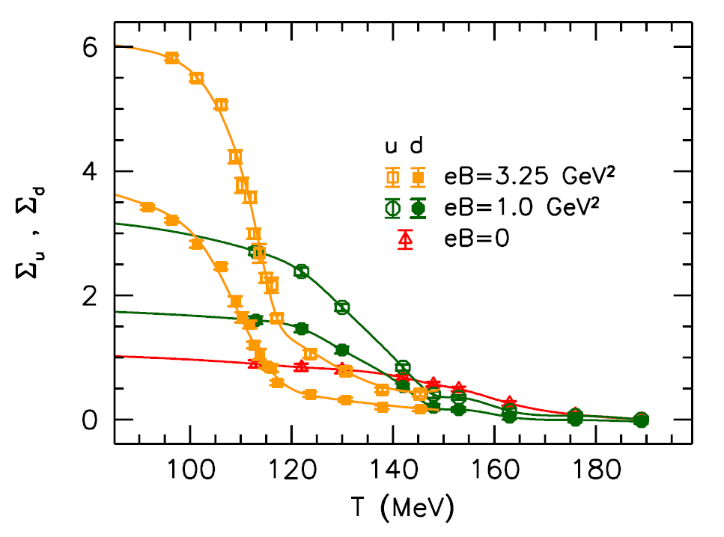 Σu , Σd
6
4
2
0
u d
eB=3.25 GeV²
eB=1.0 GeV²
eB=0
100 120 140 160 180
T (MeV)